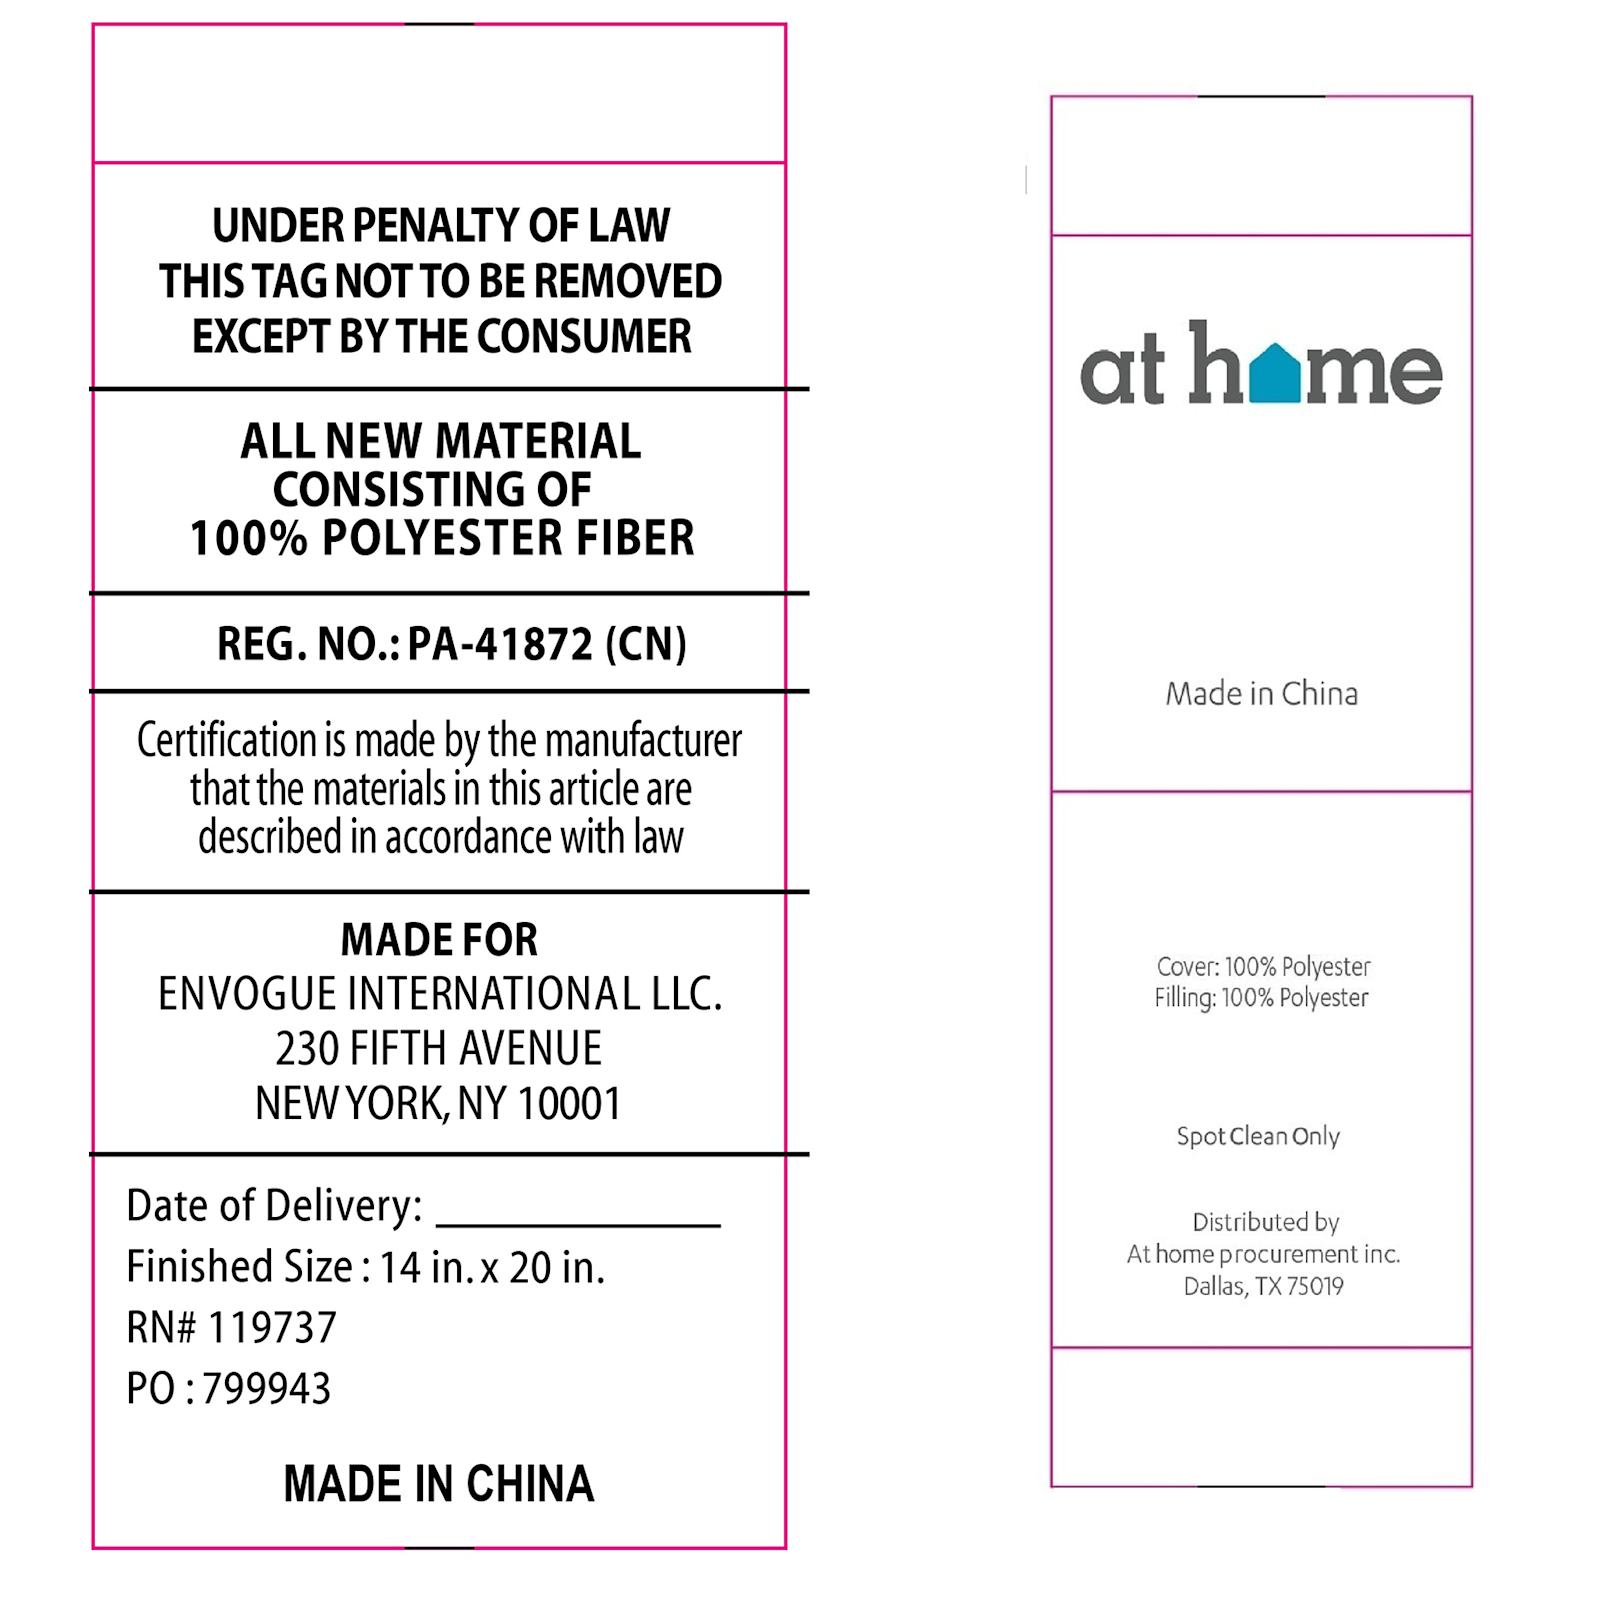 UNDER PENALTY OF LAW
THIS TAG NOT TO BE REMOVED
EXCEPT BY THE CONSUMER
ALL NEW MATERIAL
CONSISTING OF
100% POLYESTER FIBER
REG. NO.: PA-41872 (CN)
Certification is made by the manufacturer
that the materials in this article are
described in accordance with law
MADE FOR
ENVOGUE INTERNATIONAL LLC.
230 FIFTH AVENUE
NEW YORK, NY 10001
Date of Delivery: ____________
Finished Size : 14 in. x 20 in.
RN# 119737
PO : 799943
MADE IN CHINA
at home
Made in China
Cover: 100% Polyester
Filling: 100% Polyester
Spot Clean Only
Distributed by
At home procurement inc.
Dallas, TX 75019